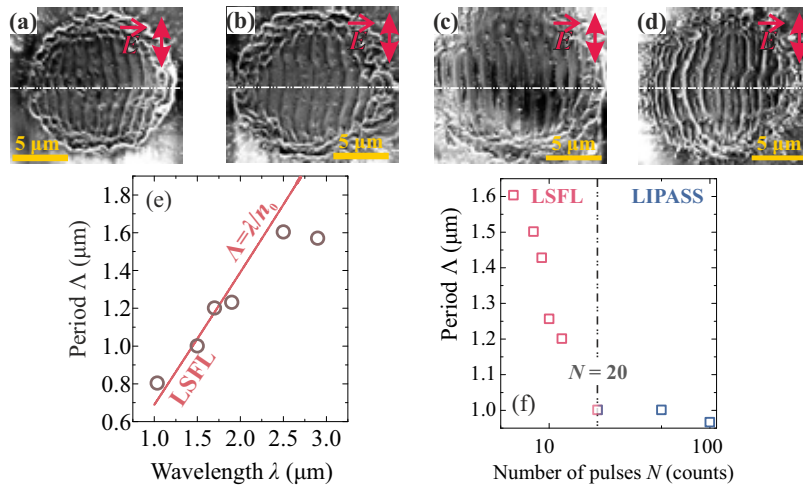 (a) E 5 μm
(b) E 5 μm
(c) E 5 μm
(d) E 5 μm
(e)
Λ=λ/n₀
LSFL
1.8
1.6
1.4
1.2
1.0
0.8
0.6
1.0 1.5 2.0 2.5 3.0
Period Λ (μm)
Wavelength λ (μm)
LSFL LIPASS
1.6
1.5
1.4
1.3
1.2
1.1
1.0
N = 20
(f)
10 100
Period Λ (μm)
Number of pulses N (counts)